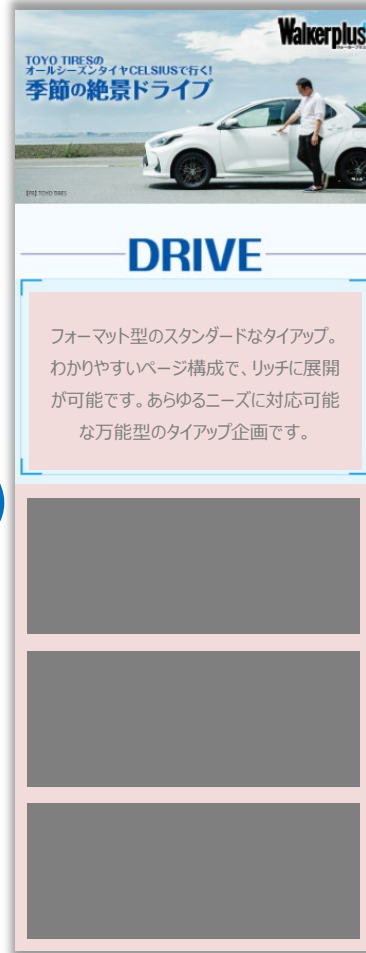 Walkerplus
TOYO TIRESの
オールシーズンタイヤCELSIUSで行く!
季節の絶景ドライブ
【PR】TOYO TIRES
DRIVE
フォーマット型のスタンダードなタイアップ。
わかりやすいページ構成で、リッチに展開
が可能です。あらゆるニーズに対応可能
な万能型のタイアップ企画です。